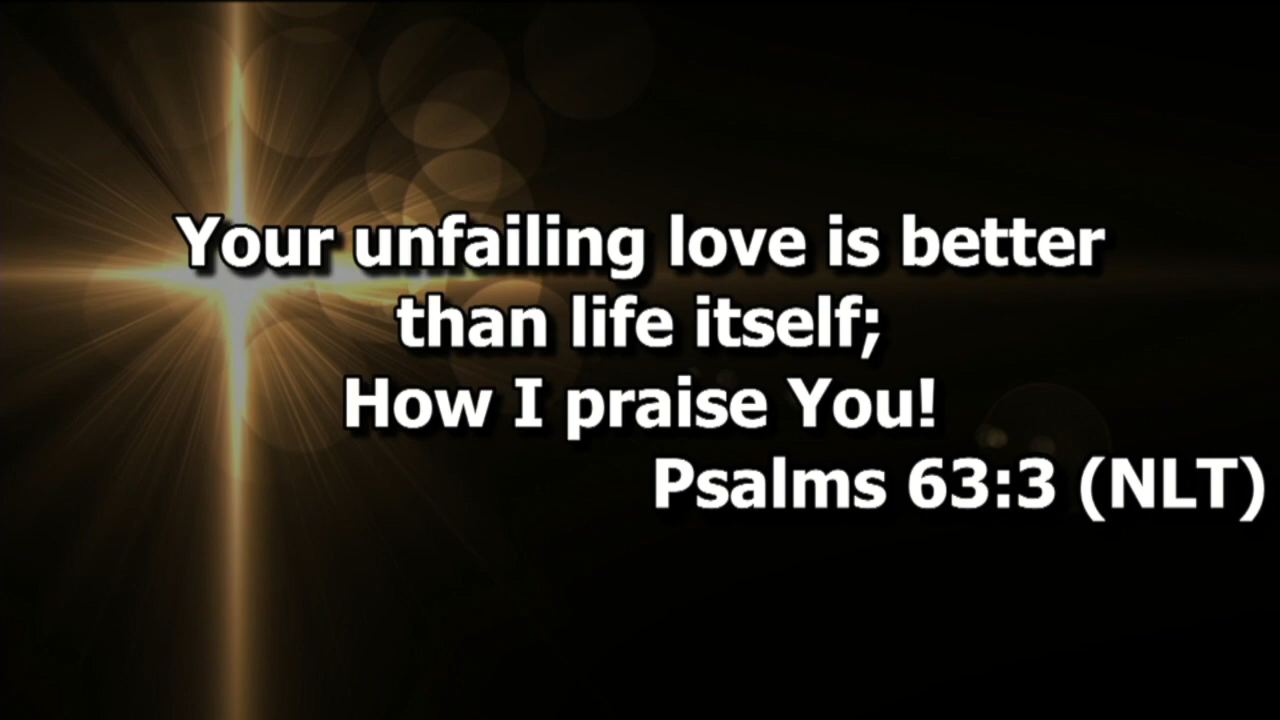 Your unfailing love is better
than life itself;
How I praise You!
Psalms 63:3 (NLT)